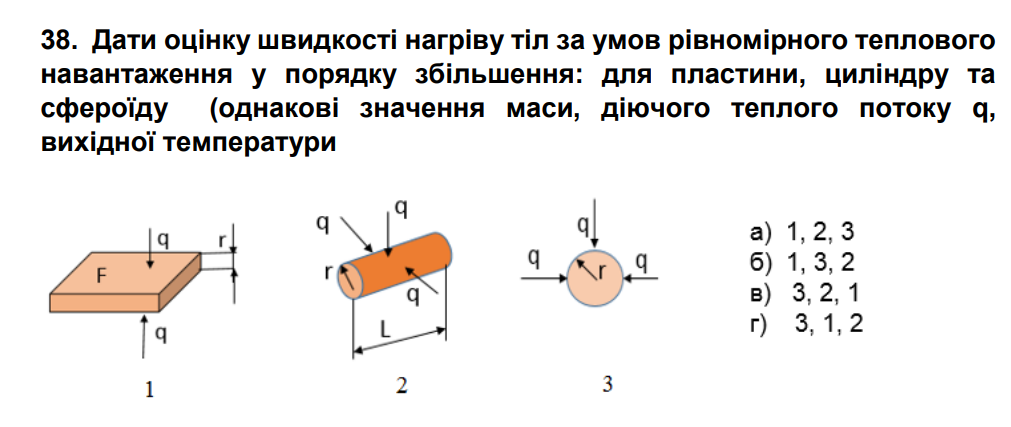 38. Дати оцінку швидкості нагріву тіл за умов рівномірного теплового
навантаження у порядку збільшення: для пластини, циліндру та
сфероїду (однакові значення маси, діючого теплого потоку q,
вихідної температури
q r F q
1
q q r q L
2
q q r q
3
а) 1, 2, 3
б) 1, 3, 2
в) 3, 2, 1
г) 3, 1, 2